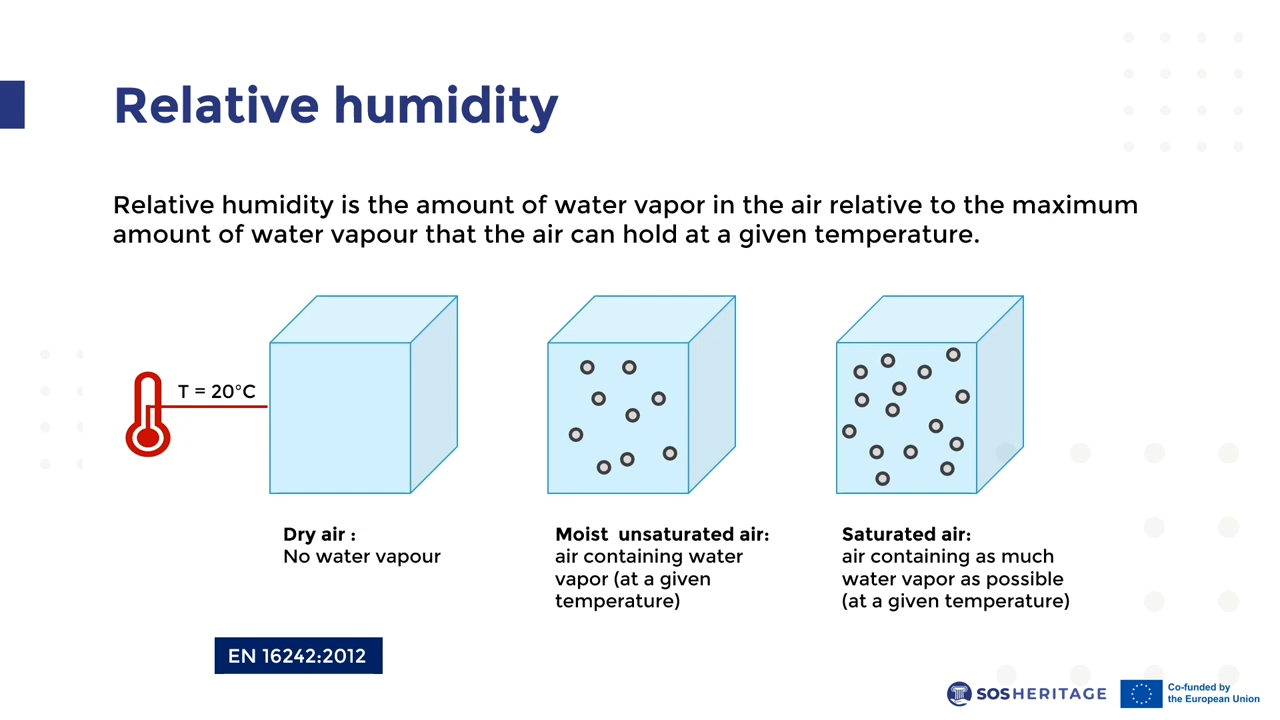 Relative humidity
Relative humidity is the amount of water vapor in the air relative to the maximum
amount of water vapour that the air can hold at a given temperature.
T = 20°C
Dry air :
No water vapour
Moist  unsaturated air:
air containing water
vapor (at a given
temperature)
Saturated air:
air containing as much
water vapor as possible
(at a given temperature)
EN 16242:2012
SOSHERITAGE
Co-funded by
the European Union